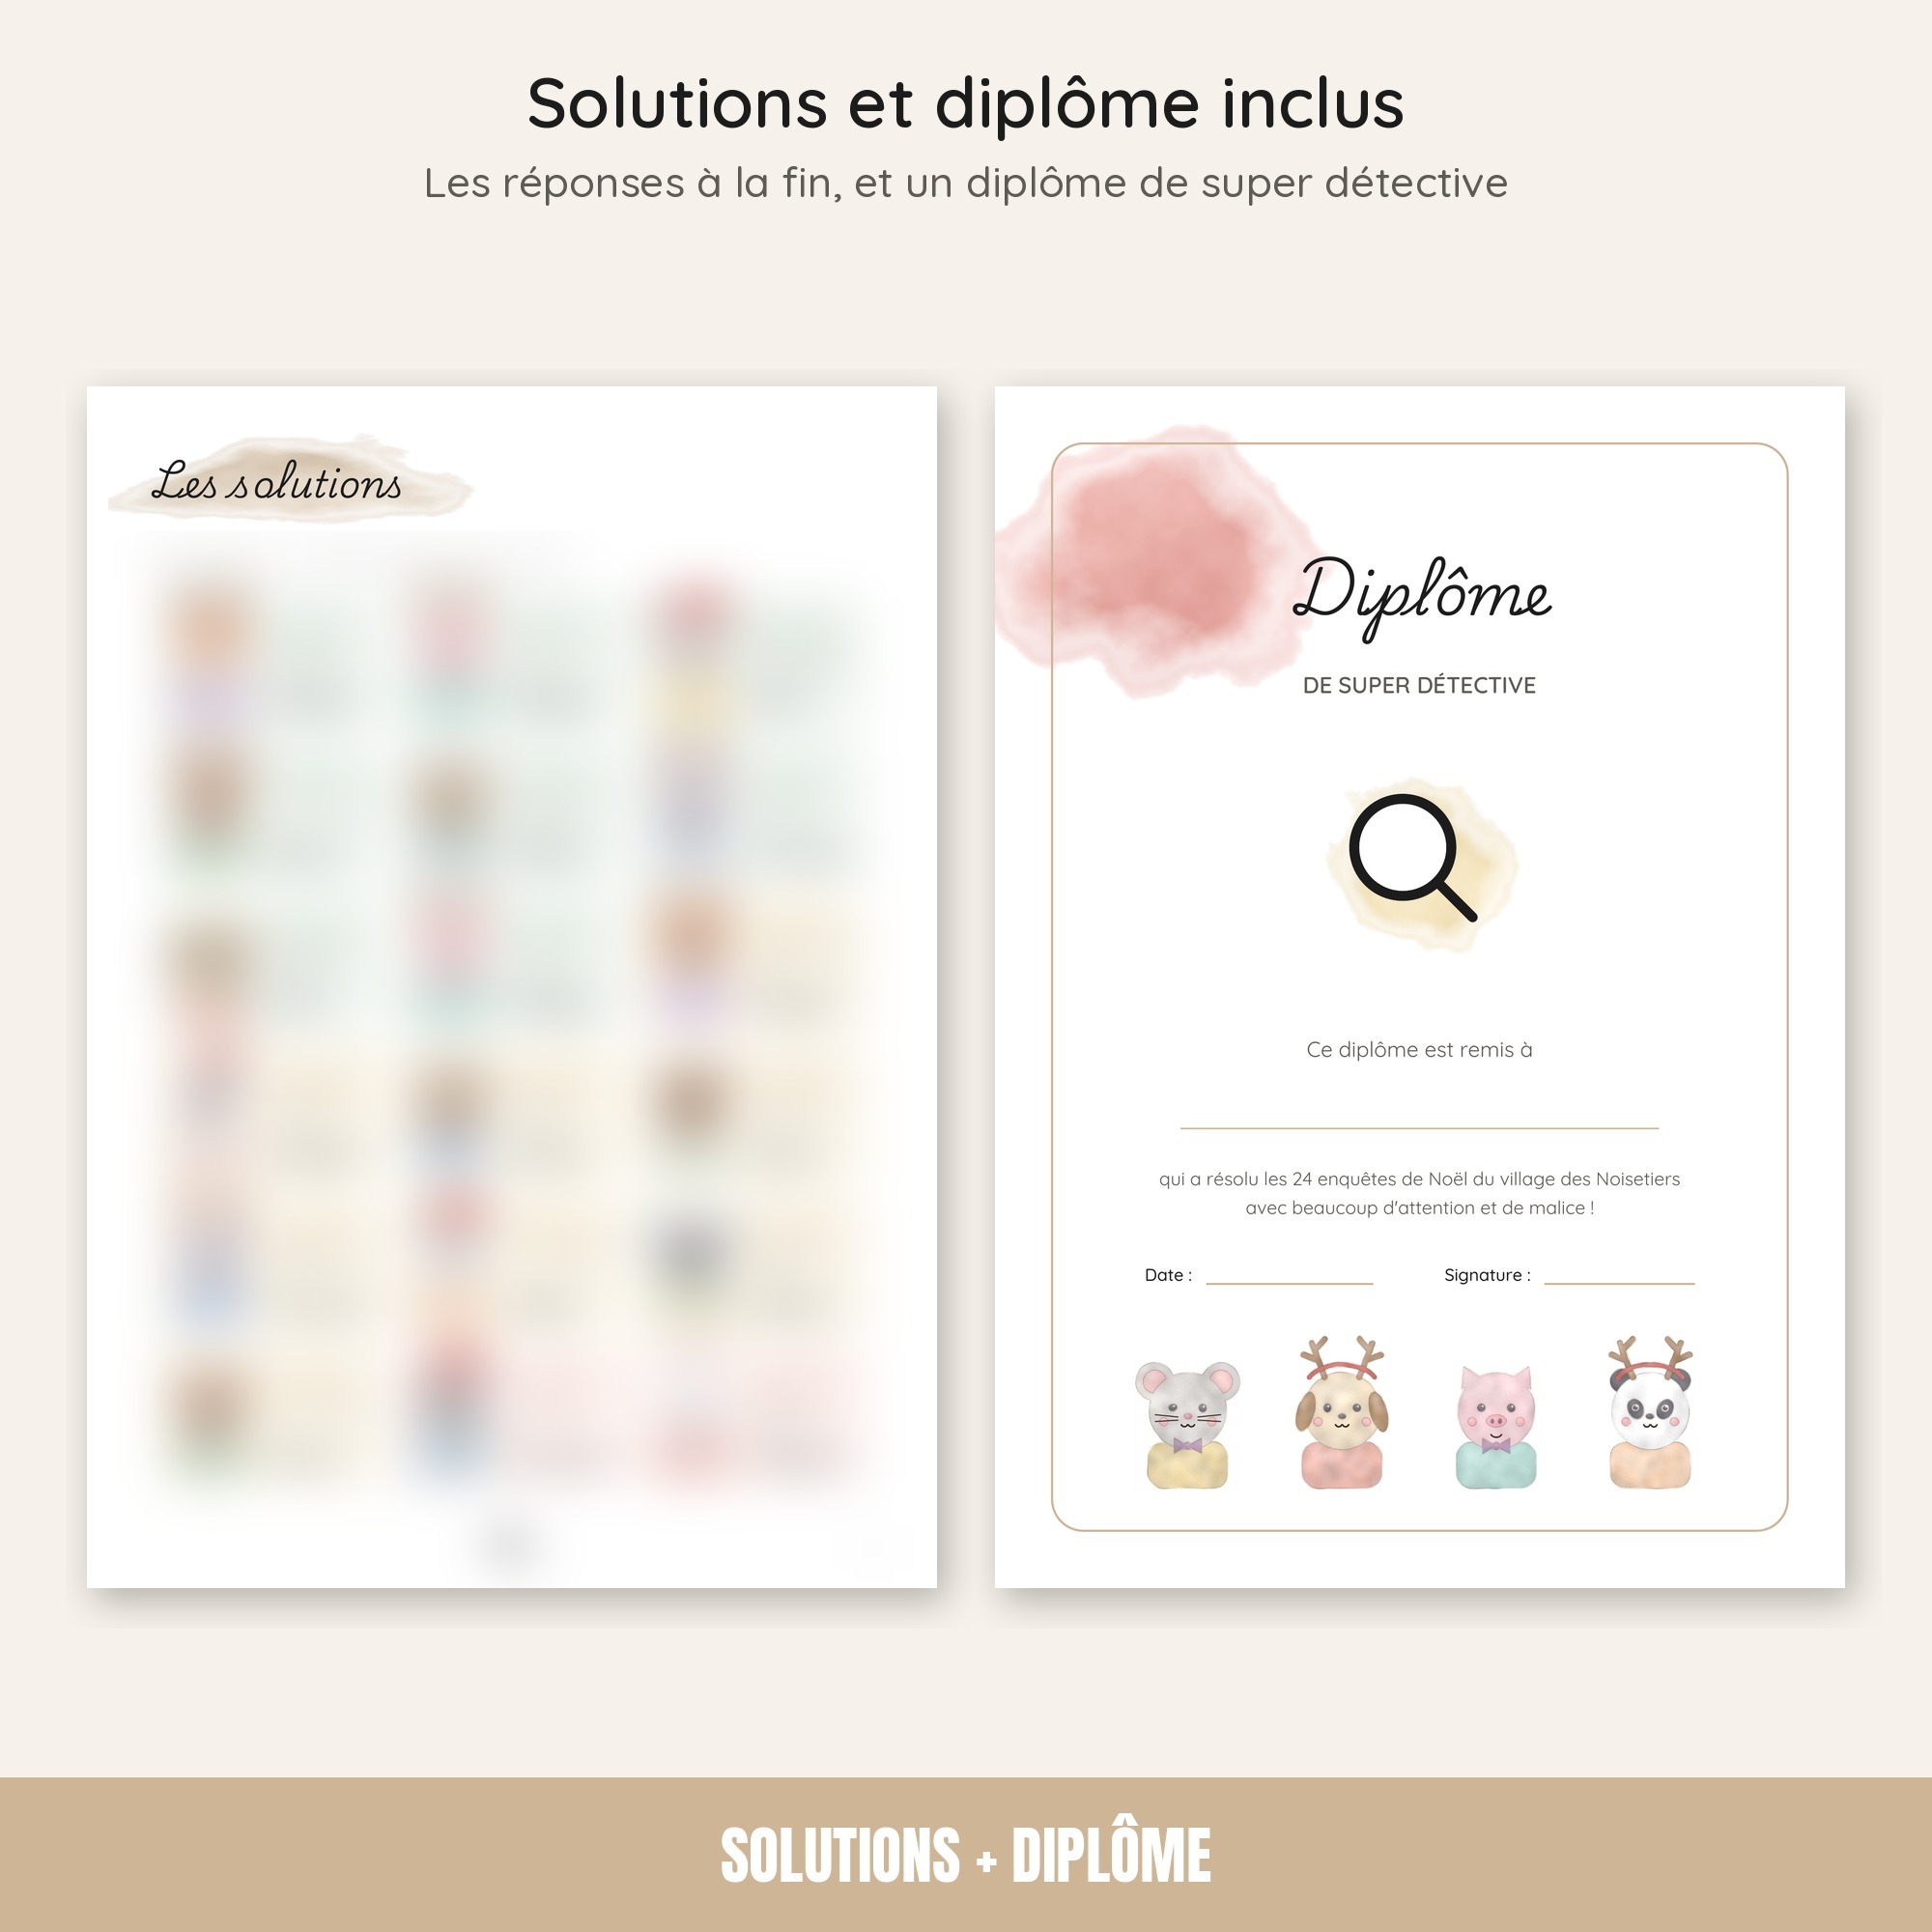 Solutions et diplôme inclus
Les réponses à la fin, et un diplôme de super détective
Les solutions
Diplôme
DE SUPER DÉTECTIVE
Ce diplôme est remis à
qui a résolu les 24 enquêtes de Noël du village des Noisetiers
avec beaucoup d'attention et de malice !
Date :
Signature :
SOLUTIONS + DIPLÔME